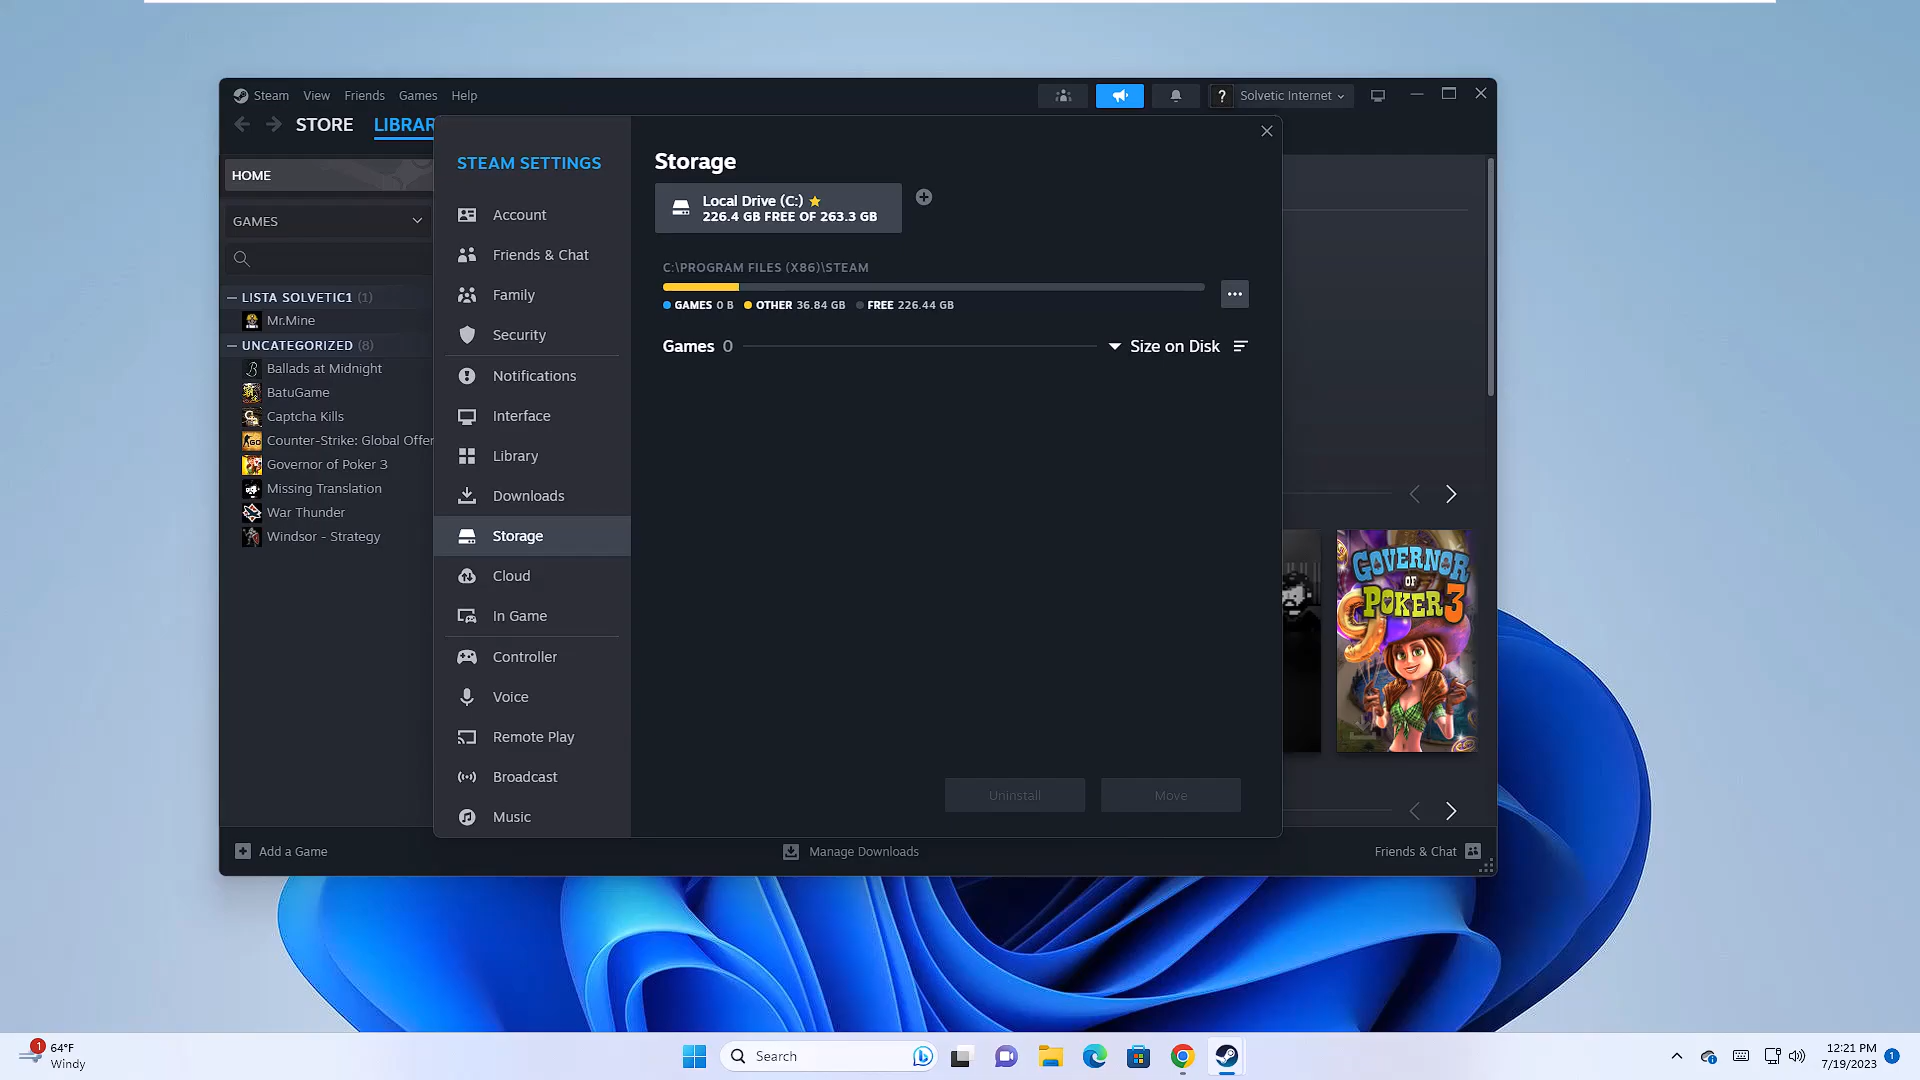 Steam View Friends Games Help
? Solvetic Internet
STORE LIBRAR
HOME
GAMES
LISTA SOLVETIC1 (1)
Mr.Mine
UNCATEGORIZED (8)
Ballads at Midnight
BatuGame
Captcha Kills
Counter-Strike: Global Offer
Governor of Poker 3
Missing Translation
War Thunder
Windsor - Strategy
STEAM SETTINGS
Account
Friends & Chat
Family
Security
Notifications
Interface
Library
Downloads
Storage
Cloud
In Game
Controller
Voice
Remote Play
Broadcast
Music
Storage
Local Drive (C:)
226.4 GB FREE OF 263.3 GB
C:\PROGRAM FILES (X86)\STEAM
GAMES 0 B OTHER 36.84 GB FREE 226.44 GB
Games 0 Size on Disk
Uninstall Move
GOVERNOR
OF
POKER 3
Add a Game Manage Downloads Friends & Chat
1 64°F
Windy
Search
12:21 PM
7/19/2023 1